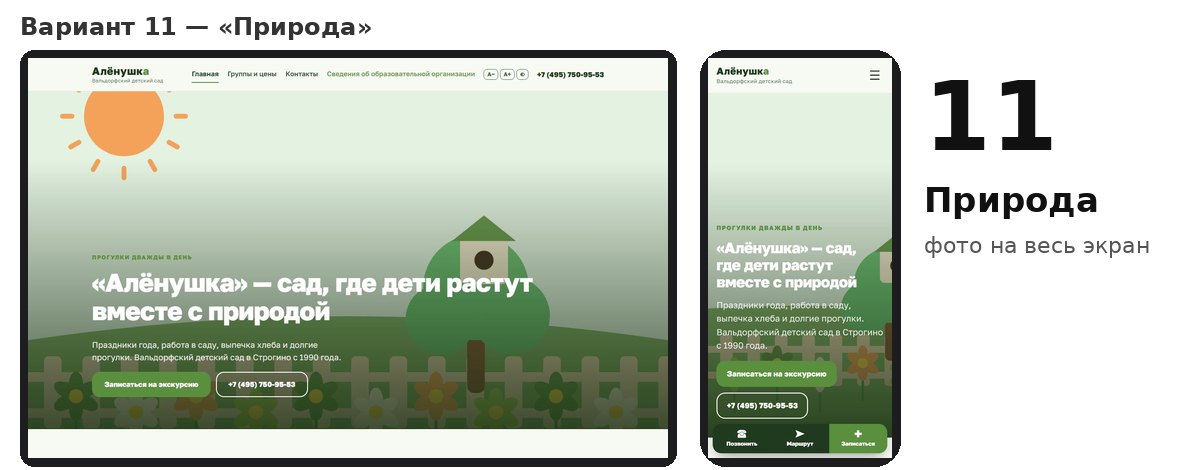 Вариант 11 — «Природа»
Алёнушка
Вальдорфский детский сад
Главная Группы и цены Контакты Сведения об образовательной организации A− A+ +7 (495) 750-95-53
ПРОГУЛКИ ДВАЖДЫ В ДЕНЬ
«Алёнушка» — сад, где дети растут
вместе с природой
Праздники года, работа в саду, выпечка хлеба и долгие
прогулки. Вальдорфский детский сад в Строгино с 1990 года.
Записаться на экскурсию +7 (495) 750-95-53
Алёнушка
Вальдорфский детский сад
ПРОГУЛКИ ДВАЖДЫ В ДЕНЬ
«Алёнушка» — сад,
где дети растут
вместе с природой
Праздники года, работа в саду,
выпечка хлеба и долгие прогулки.
Вальдорфский детский сад в Строгино
с 1990 года.
Записаться на экскурсию
+7 (495) 750-95-53
Позвонить Маршрут Записаться
11
Природа
фото на весь экран